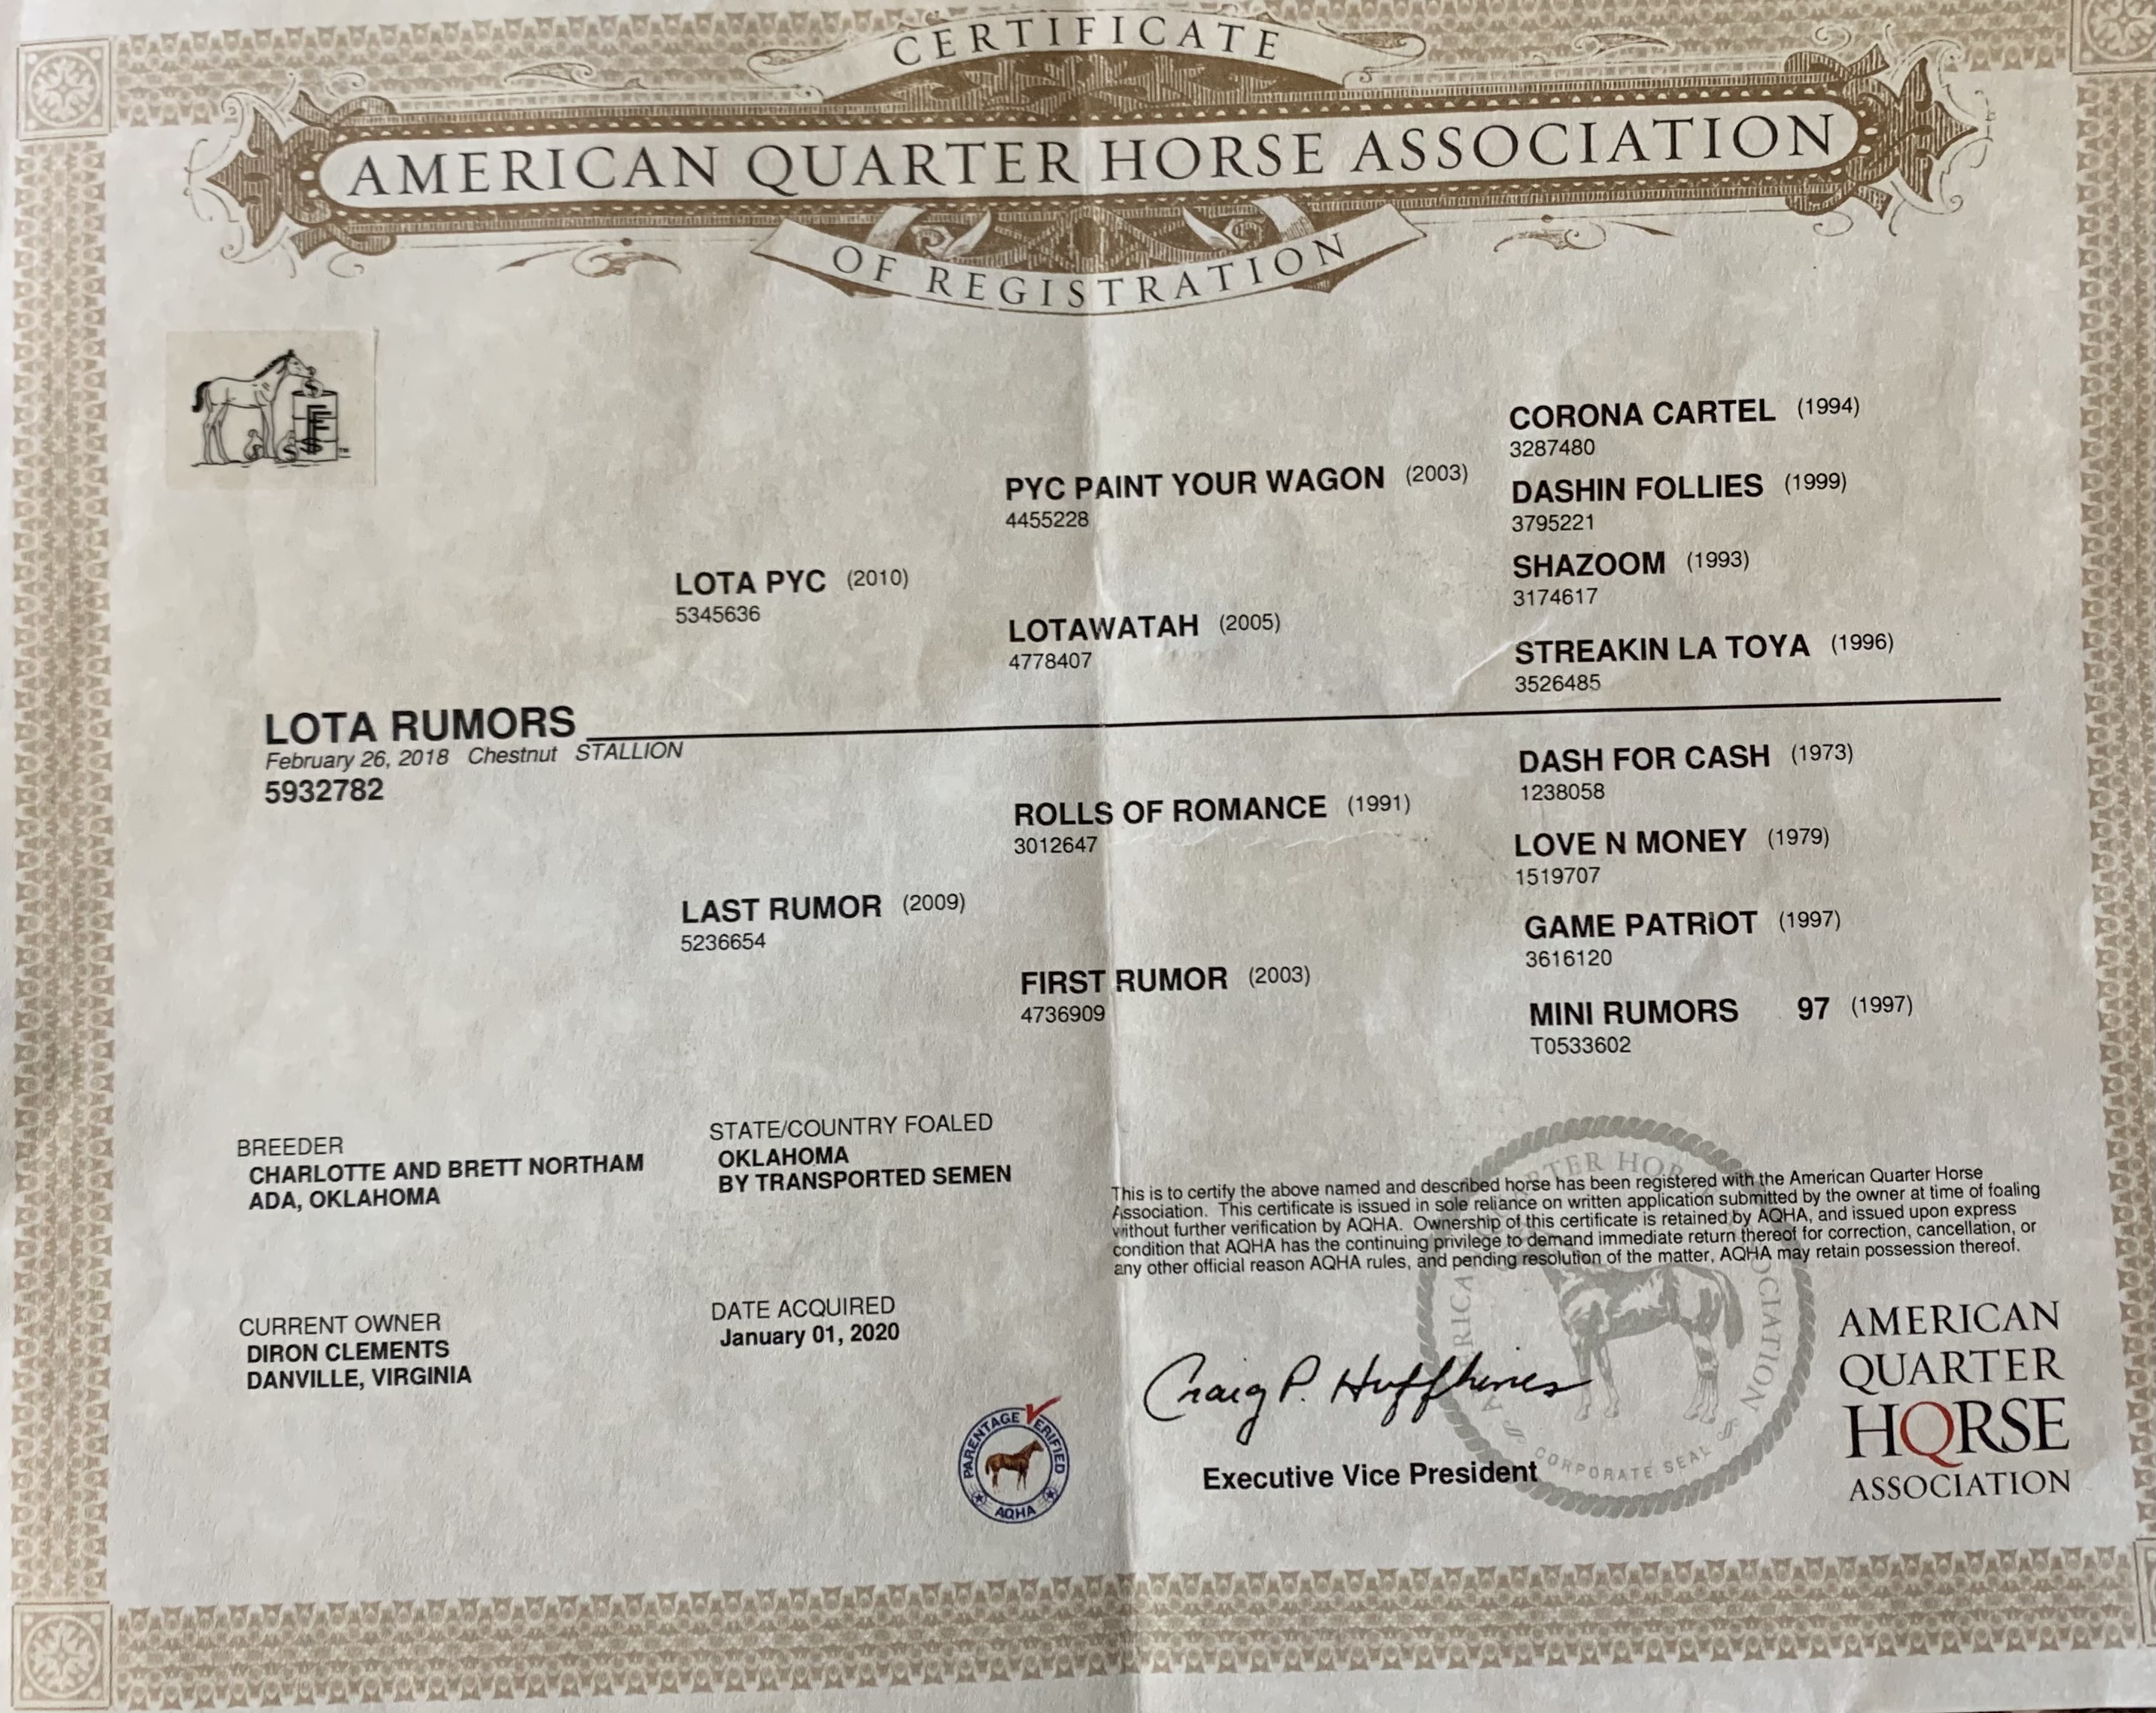 CERTIFICATE
AMERICAN QUARTER HORSE ASSOCIATION
OF REGISTRATION
CORONA CARTEL (1994)
3287480
PYC PAINT YOUR WAGON (2003)
4455228
DASHIN FOLLIES (1999)
3795221
LOTA PYC (2010)
5345636
SHAZOOM (1993)
3174617
LOTAWATAH (2005)
4778407
STREAKIN LA TOYA (1996)
3526485
LOTA RUMORS
February 26, 2018 Chestnut STALLION
5932782
DASH FOR CASH (1973)
1238058
ROLLS OF ROMANCE (1991)
3012647
LOVE N MONEY (1979)
1519707
LAST RUMOR (2009)
5236654
GAME PATRIOT (1997)
3616120
FIRST RUMOR (2003)
4736909
MINI RUMORS 97 (1997)
T0533602
BREEDER
CHARLOTTE AND BRETT NORTHAM
ADA, OKLAHOMA
STATE/COUNTRY FOALED
OKLAHOMA
BY TRANSPORTED SEMEN
This is to certify the above named and described horse has been registered with the American Quarter Horse
Association. This certificate is issued in sole reliance on written application submitted by the owner at time of foaling
without further verification by AQHA. Ownership of this certificate is retained by AQHA, and issued upon express
condition that AQHA has the continuing privilege to demand immediate return thereof for correction, cancellation, or
any other official reason AQHA rules, and pending resolution of the matter, AQHA may retain possession thereof.
CURRENT OWNER
DIRON CLEMENTS
DANVILLE, VIRGINIA
DATE ACQUIRED
January 01, 2020
PARENTAGE VERIFIED
AQHA
Craig P. Huffhines
Executive Vice President
CORPORATE SEAL
AMERICAN
QUARTER
HORSE
ASSOCIATION